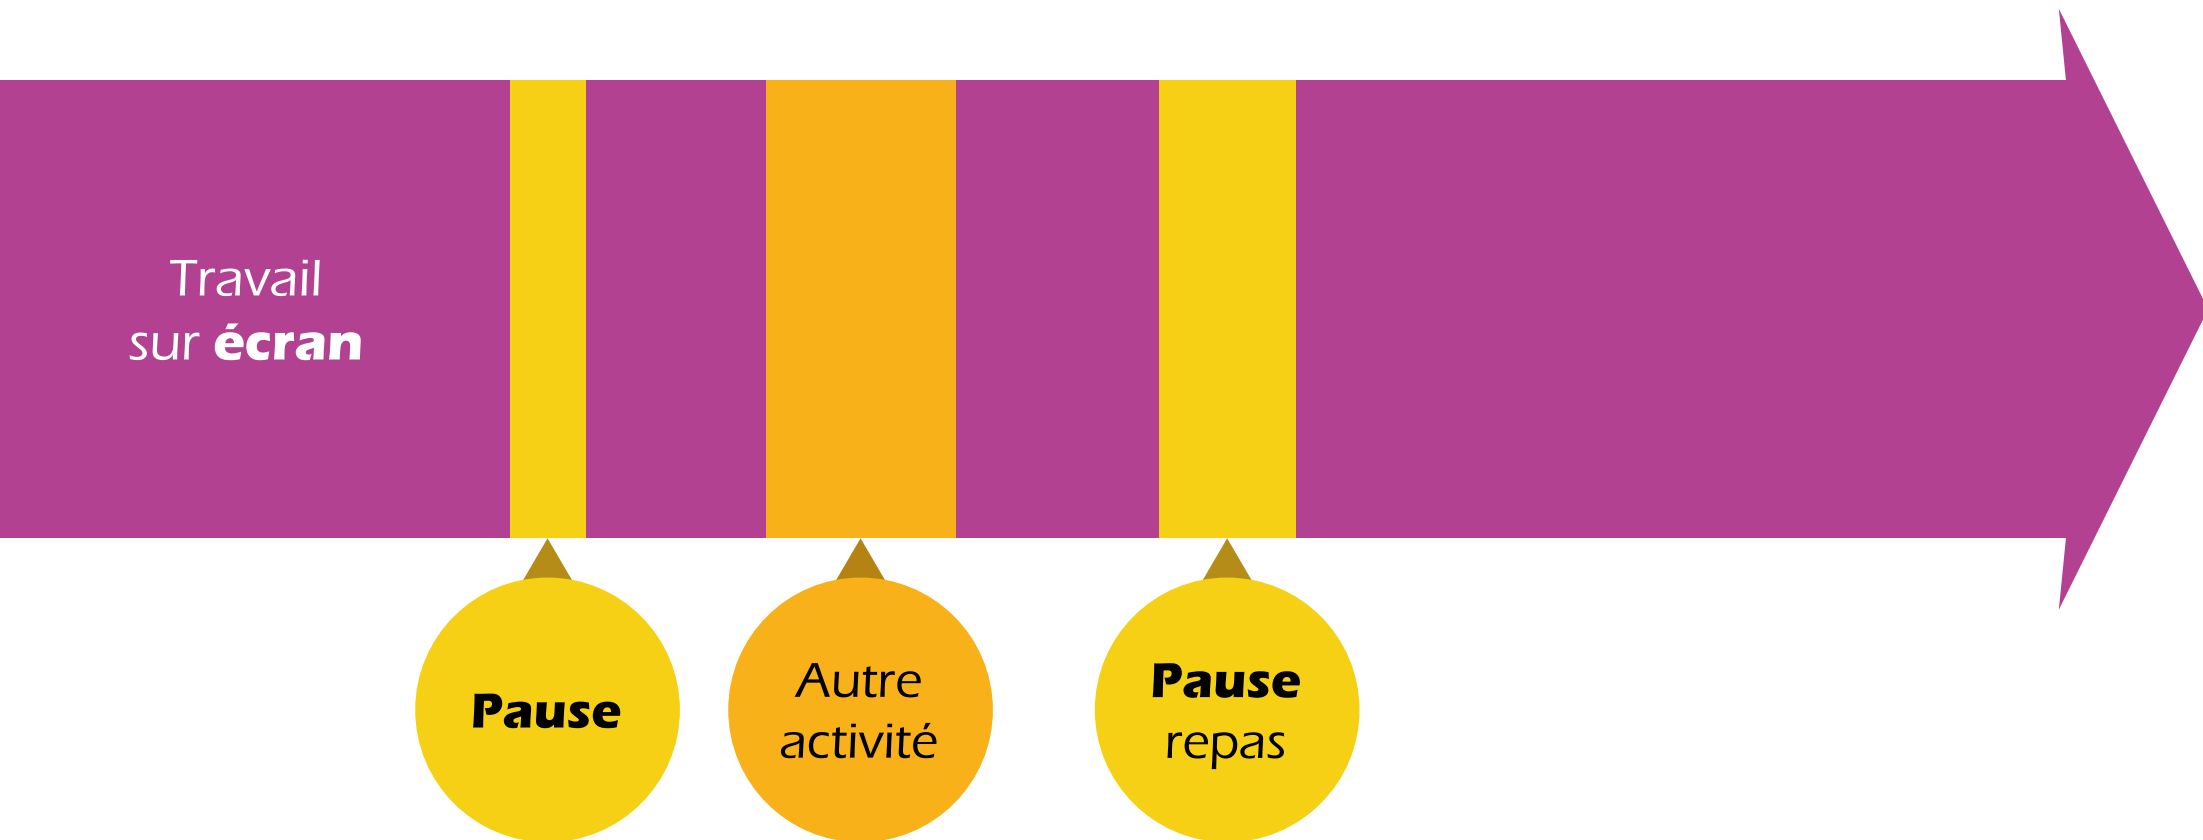 Travail
sur écran
Pause
Autre
activité
Pause
repas